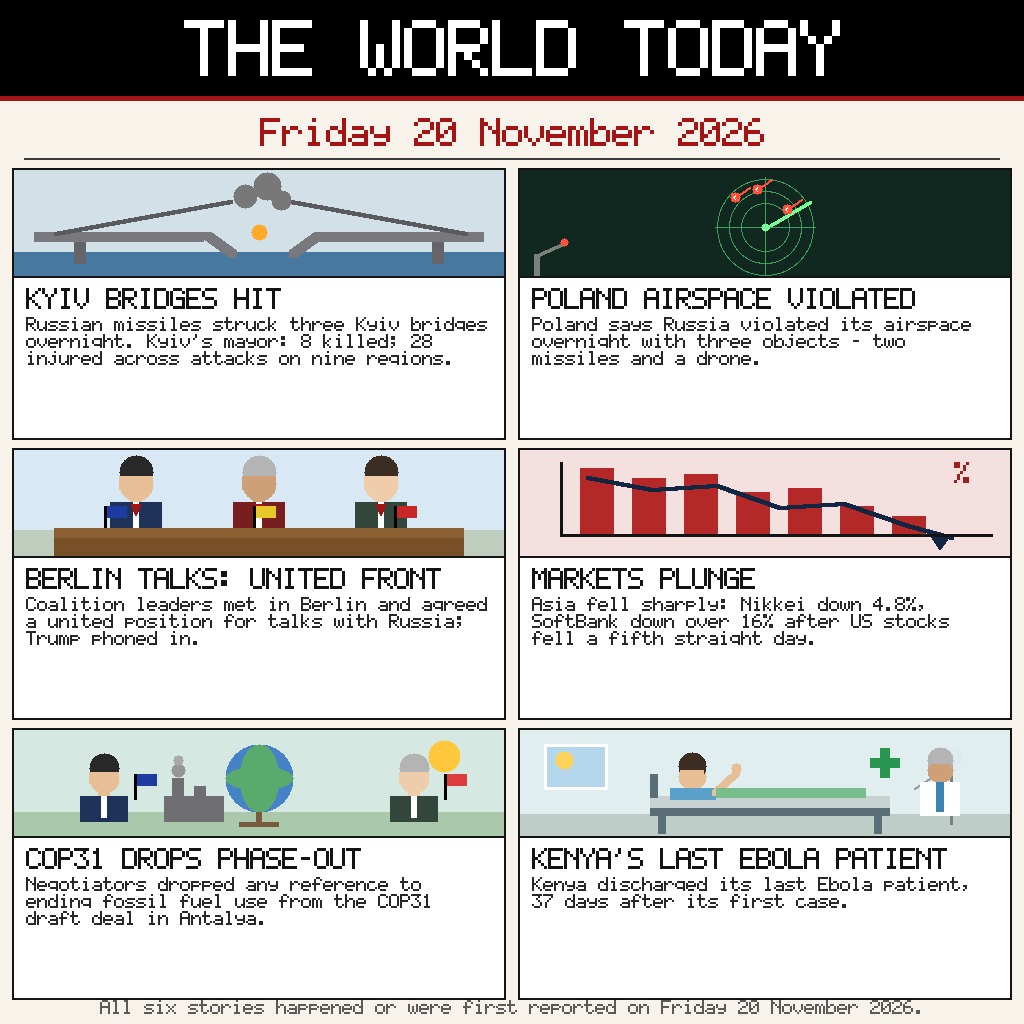 THE WORLD TODAY
Friday 20 November 2026
KYIV BRIDGES HIT
Russian missiles struck three Kyiv bridges
overnight. Kyiv's mayor: 8 killed; 28
injured across attacks on nine regions.
POLAND AIRSPACE VIOLATED
Poland says Russia violated its airspace
overnight with three objects - two
missiles and a drone.
BERLIN TALKS: UNITED FRONT
Coalition leaders met in Berlin and agreed
a united position for talks with Russia;
Trump phoned in.
%
MARKETS PLUNGE
Asia fell sharply: Nikkei down 4.8%,
SoftBank down over 16% after US stocks
fell a fifth straight day.
COP31 DROPS PHASE-OUT
Negotiators dropped any reference to
ending fossil fuel use from the COP31
draft deal in Antalya.
KENYA'S LAST EBOLA PATIENT
Kenya discharged its last Ebola patient,
37 days after its first case.
All six stories happened or were first reported on Friday 20 November 2026.